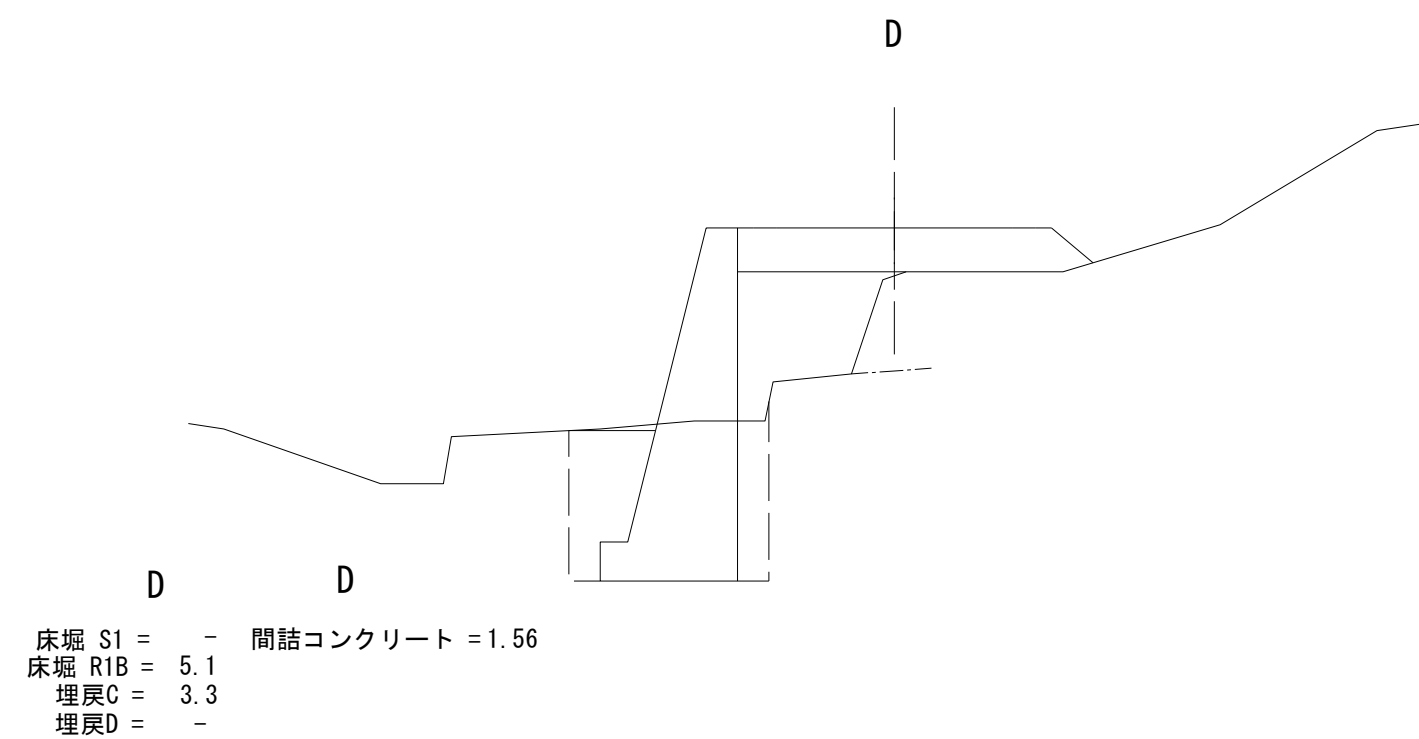 D
D
D
床堀 S1 = - 間詰コンクリート =1.56
床堀 R1B = 5.1
埋戻C = 3.3
埋戻D = -